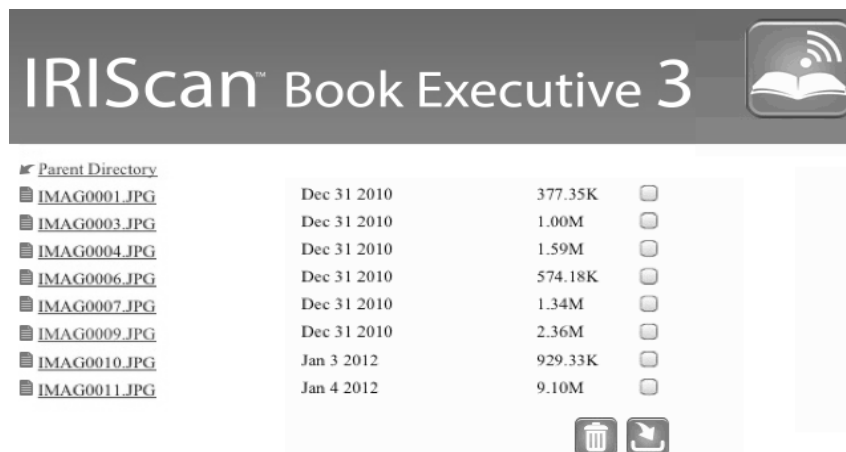 IRIScan™ Book Executive 3
Parent Directory
IMAG0001.JPG Dec 31 2010 377.35K
IMAG0003.JPG Dec 31 2010 1.00M
IMAG0004.JPG Dec 31 2010 1.59M
IMAG0006.JPG Dec 31 2010 574.18K
IMAG0007.JPG Dec 31 2010 1.34M
IMAG0009.JPG Dec 31 2010 2.36M
IMAG0010.JPG Jan 3 2012 929.33K
IMAG0011.JPG Jan 4 2012 9.10M